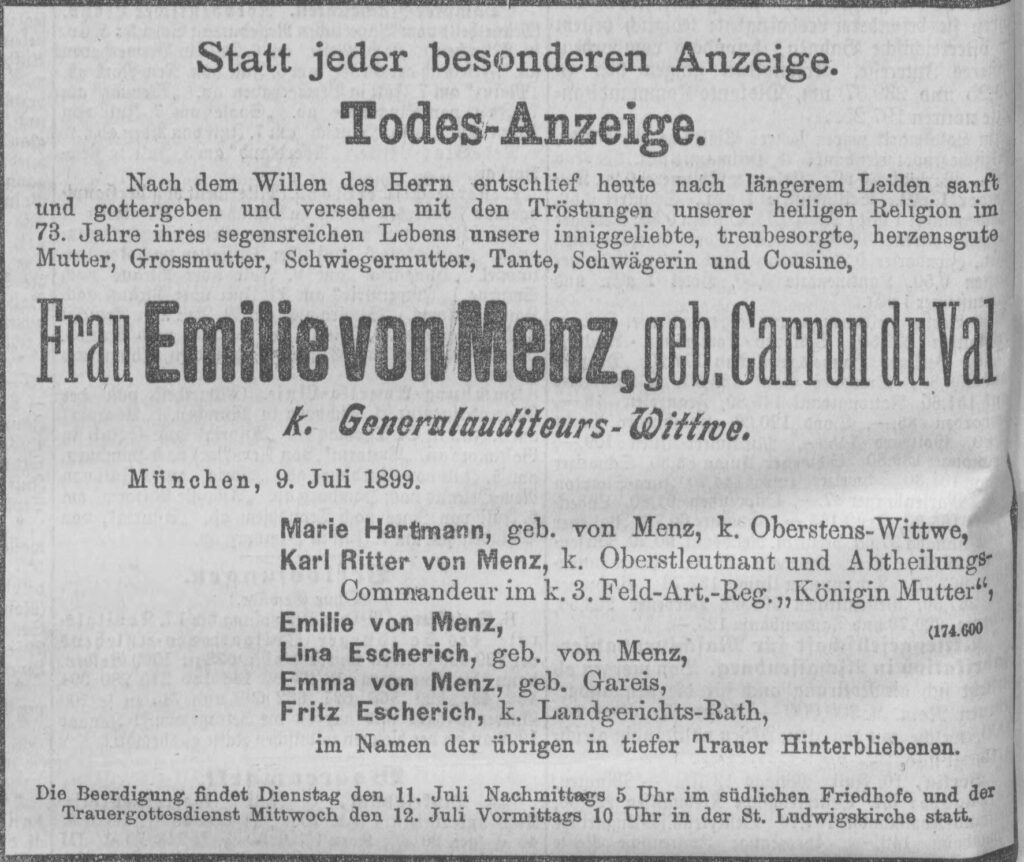 Statt jeder besonderen Anzeige.
Todes-Anzeige.
Nach dem Willen des Herrn entschlief heute nach längerem Leiden sanft
und gottergeben und versehen mit den Tröstungen unserer heiligen Religion im
73. Jahre ihres segensreichen Lebens unsere inniggeliebte, treubesorgte, herzensgute
Mutter, Grossmutter, Schwiegermutter, Tante, Schwägerin und Cousine,
Frau Emilie von Menz, geb. Carron du Val
k. Generalauditeurs-Wittwe.
München, 9. Juli 1899.
Marie Hartmann, geb. von Menz, k. Oberstens-Wittwe,
Karl Ritter von Menz, k. Oberstleutnant und Abtheilungs-
Commandeur im k. 3. Feld-Art.-Reg. „Königin Mutter“,
Emilie von Menz,
(174.600
Lina Escherich, geb. von Menz,
Emma von Menz, geb. Gareis,
Fritz Escherich, k. Landgerichts-Rath,
im Namen der übrigen in tiefer Trauer Hinterbliebenen.
Die Beerdigung findet Dienstag den 11. Juli Nachmittags 5 Uhr im südlichen Friedhofe und der
Trauergottesdienst Mittwoch den 12. Juli Vormittags 10 Uhr in der St. Ludwigskirche statt.